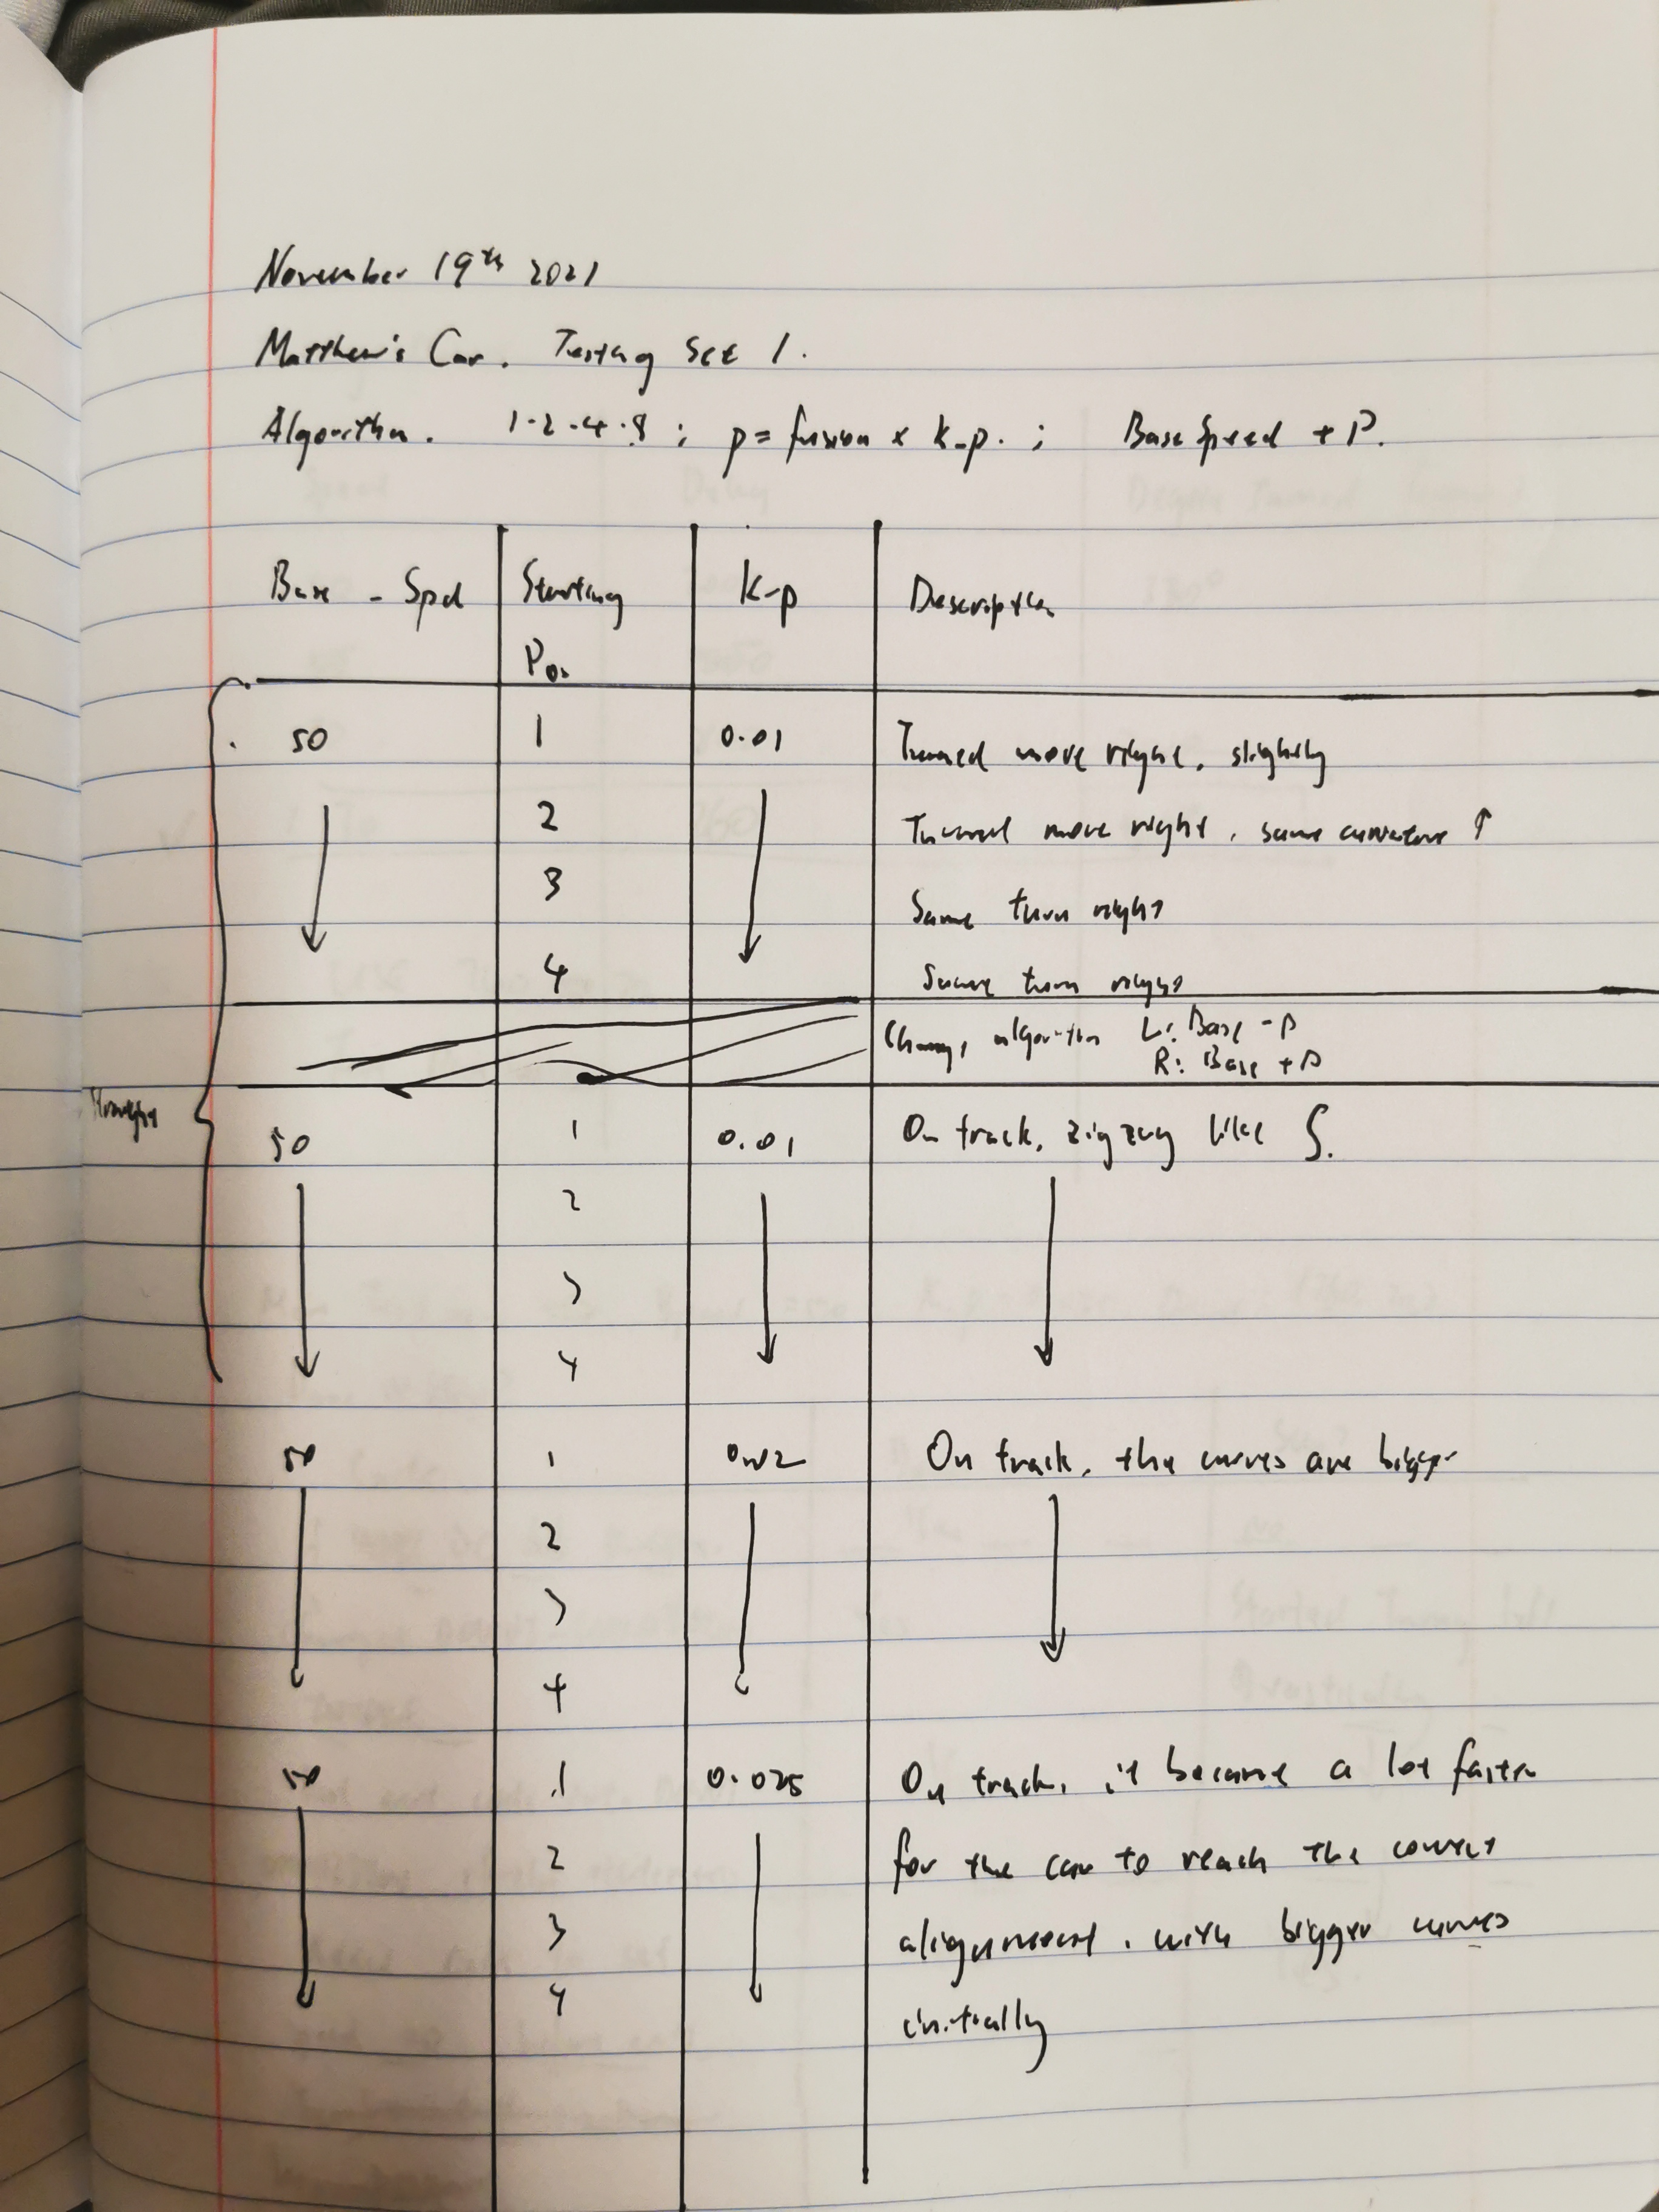 November 19th 2021
Matthew's Car. Testing Set 1.
Algorithm. 1-2-4-8 ; p = fusion x k-p. ; Base Speed + P.
Base - Spd Starting Pos K-p Description
50 1 0.01 Turned more right, slightly
2 Turned more right, same curvature ↑
3 Same turn right
4 Same turn right
Change algorithm L: Base - p
R: Base + p
Straight
50 1 0.01 On track, zig zag like S.
2
3
4
50 1 0.02 On track, the curves are bigger
2
3
4
50 1 0.025 On track, it became a lot faster
2 for the car to reach the correct
3 alignment, with bigger curves
4 initially